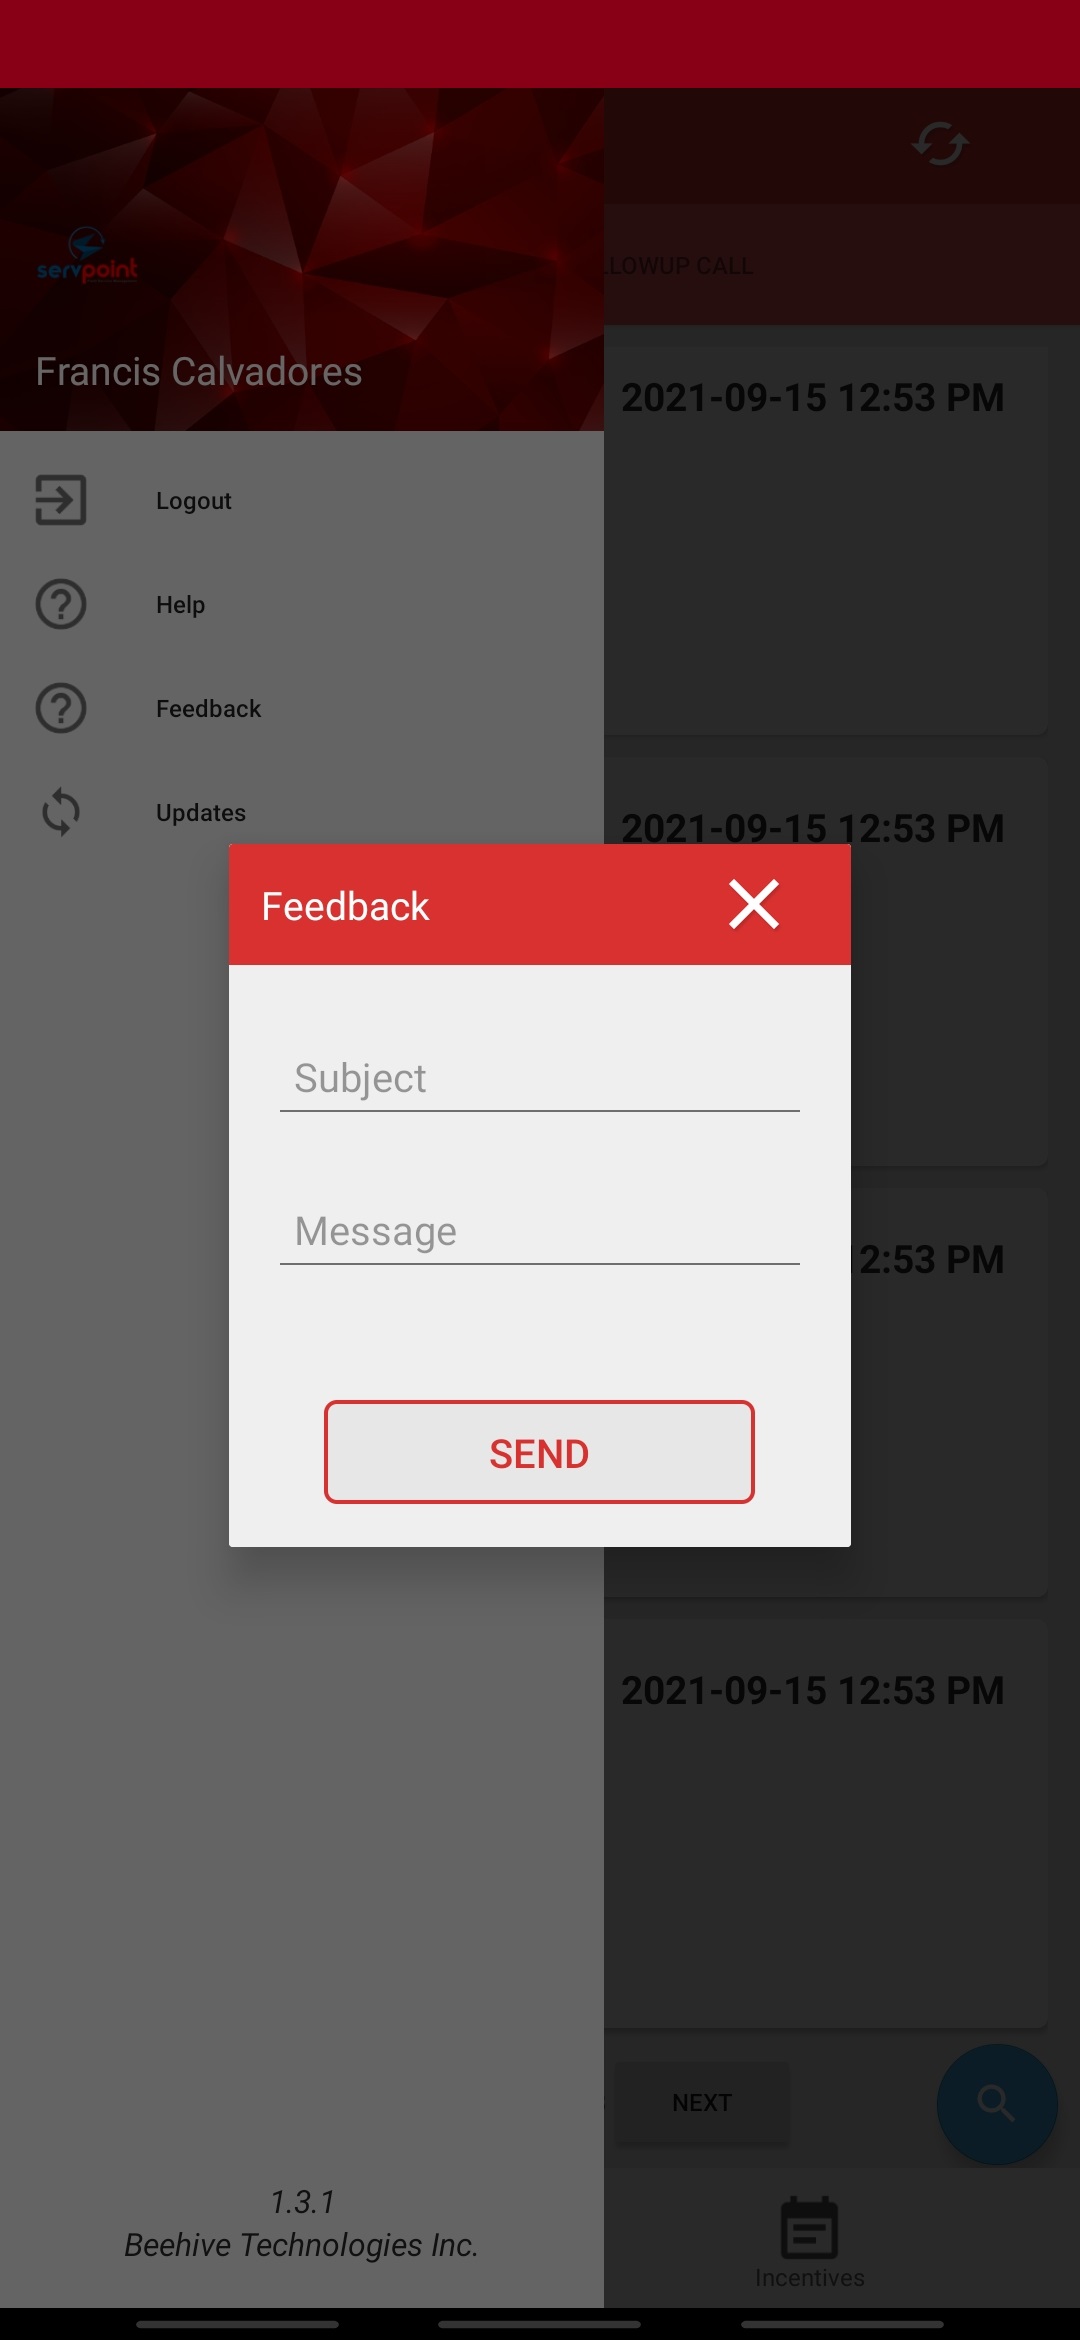 servpoint
LLOWUP CALL
Francis Calvadores
2021-09-15 12:53 PM
Logout
Help
Feedback
Updates
2021-09-15 12:53 PM
Feedback
Subject
Message
2:53 PM
SEND
2021-09-15 12:53 PM
NEXT
1.3.1
Beehive Technologies Inc.
Incentives